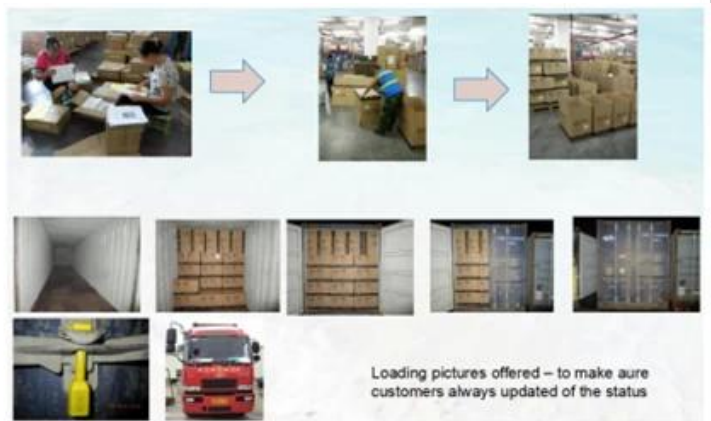 Loading pictures offered – to make aure
customers always updated of the status